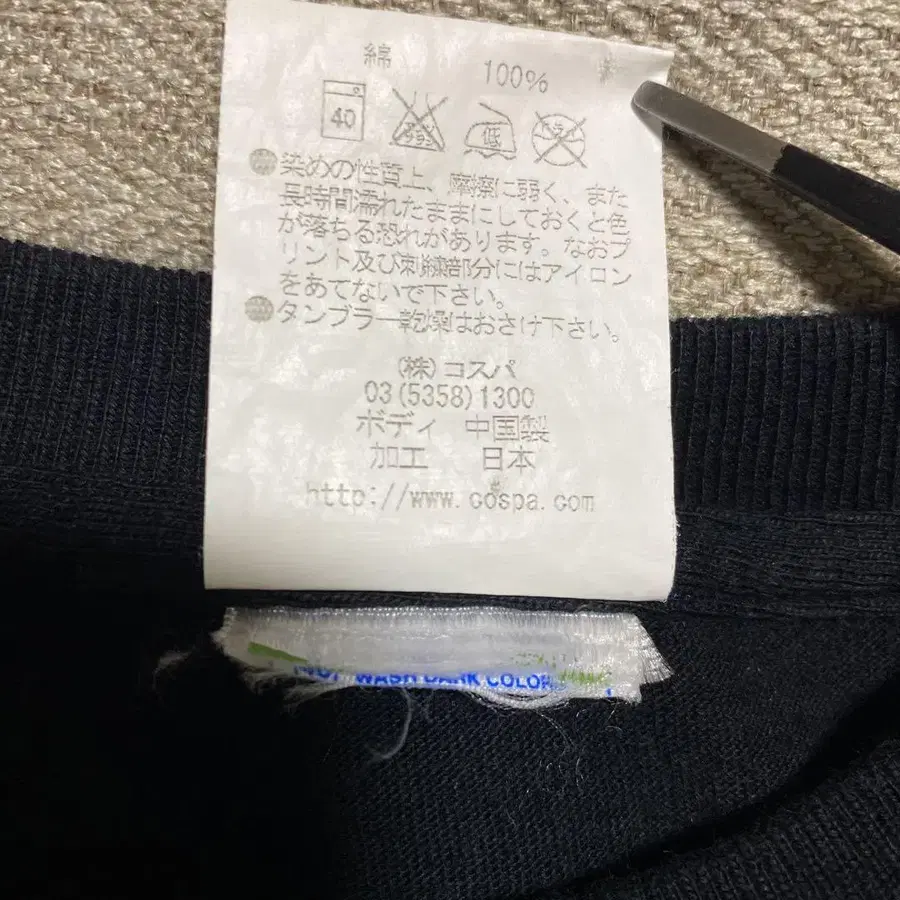 綿 100%
40 低
染めの性質上、摩擦に弱く、また
長時間濡れたままにしておくと色
が落ちる恐れがあります。なおプ
リント及び刺繍部分にはアイロン
をあてないで下さい。
タンブラー乾燥はおさけ下さい。
(株)コスパ
03(5358)1300
ボディ 中国製
加工 日本
http://www.cospa.com
WASH DARK COLOR